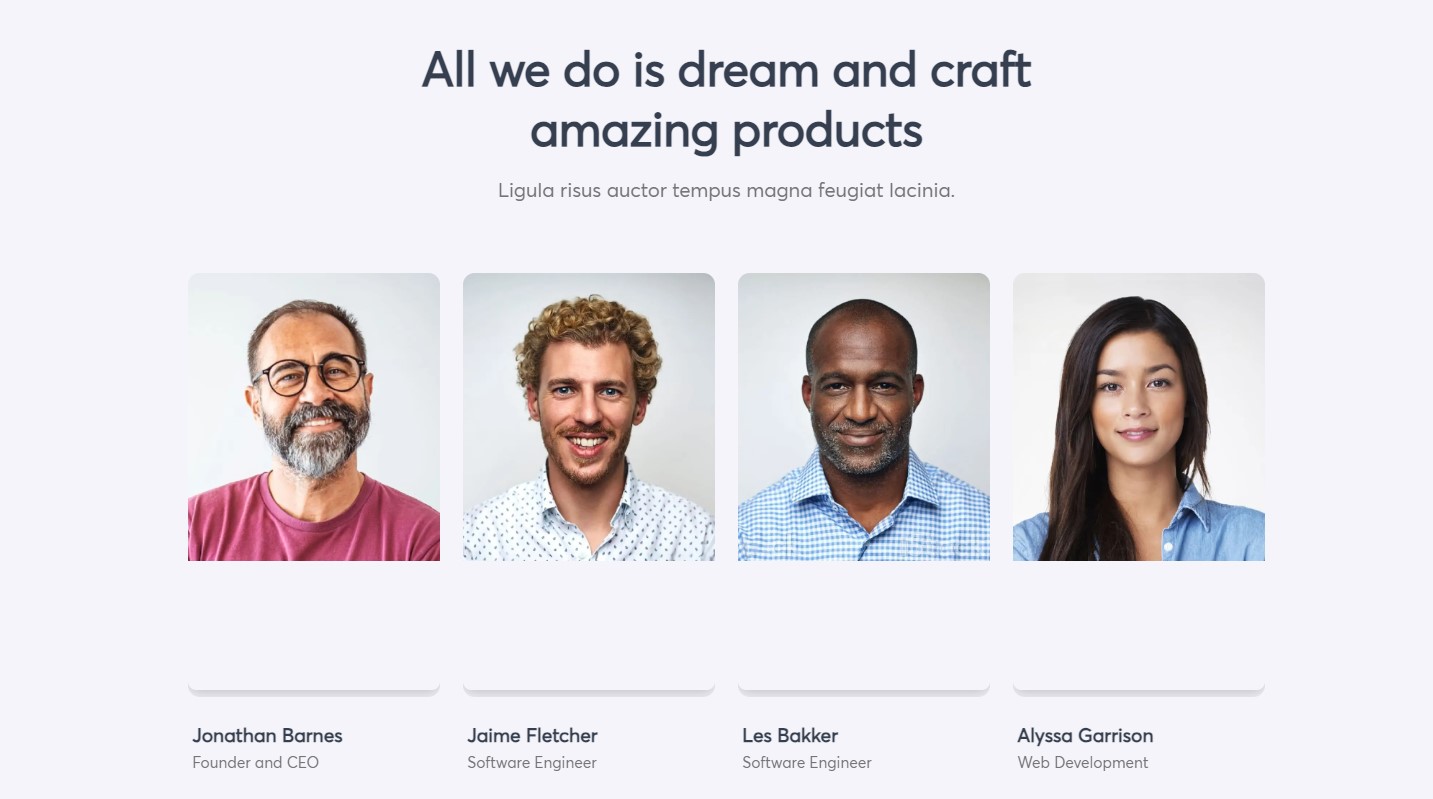 All we do is dream and craft
amazing products
Ligula risus auctor tempus magna feugiat lacinia.
Jonathan Barnes
Founder and CEO
Jaime Fletcher
Software Engineer
Les Bakker
Software Engineer
Alyssa Garrison
Web Development